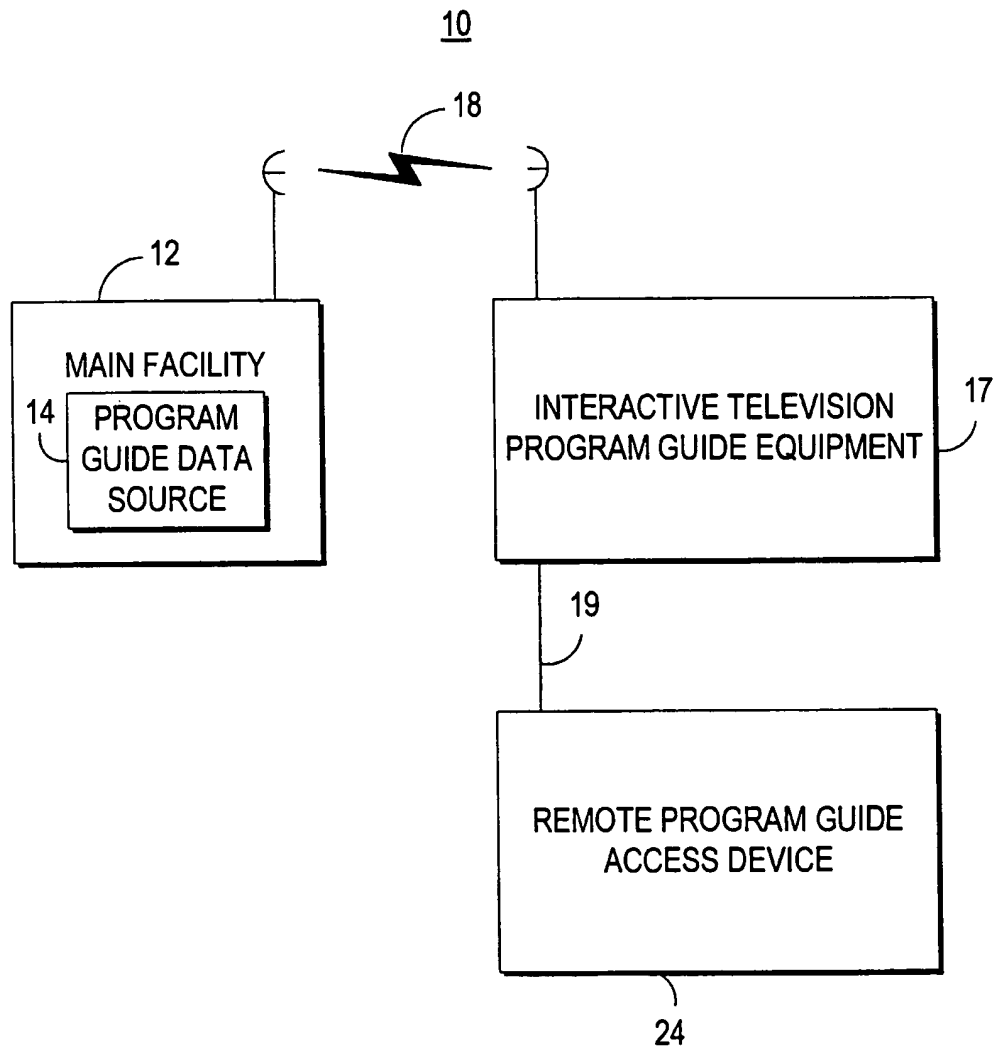 10
18
12
MAIN FACILITY
14
PROGRAM
GUIDE DATA
SOURCE
INTERACTIVE TELEVISION
PROGRAM GUIDE EQUIPMENT
17
19
REMOTE PROGRAM GUIDE
ACCESS DEVICE
24